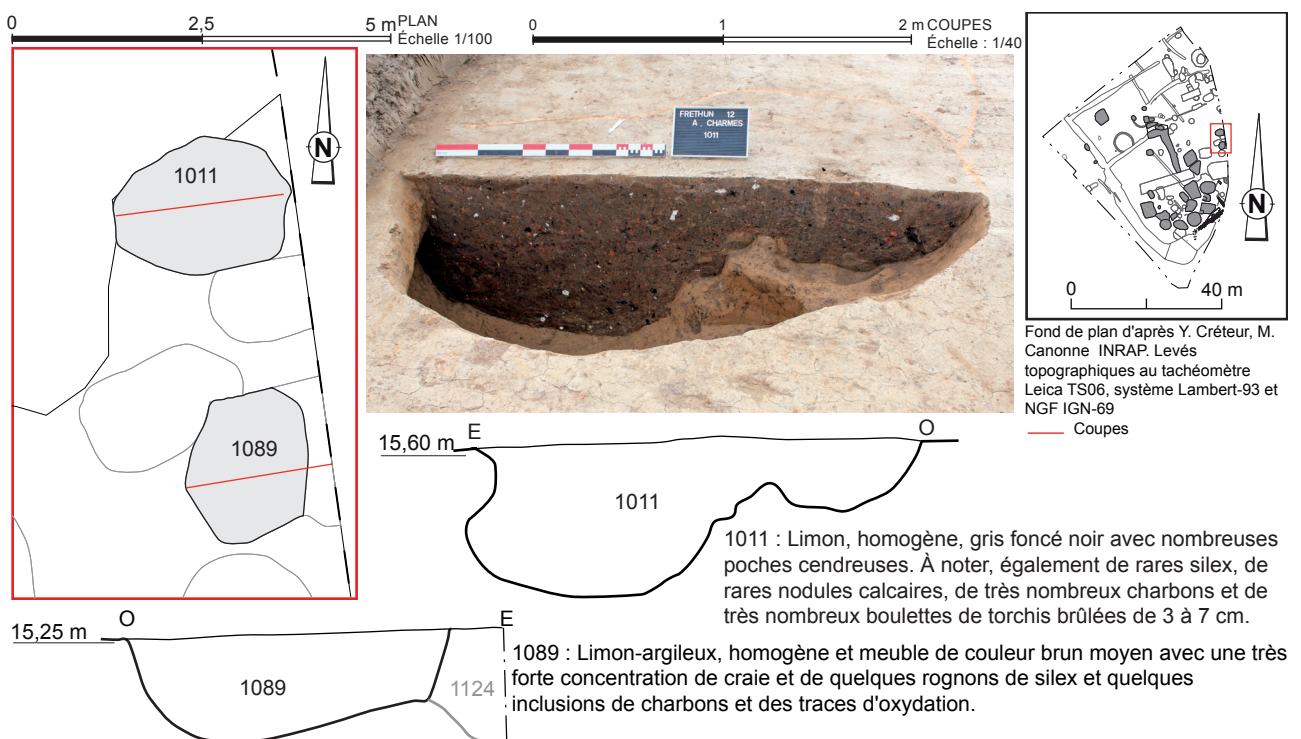 0 2,5 5 m PLAN
Échelle 1/100
0 1 2 m COUPES
Échelle : 1/40
N
1011
1089
FRETHUN 12
A . CHARMES
1011
N
0 40 m
Fond de plan d'après Y. Créteur, M.
Canonne INRAP. Levés
topographiques au tachéomètre
Leica TS06, système Lambert-93 et
NGF IGN-69
Coupes
E O
15,60 m
1011
1011 : Limon, homogène, gris foncé noir avec nombreuses
poches cendreuses. À noter, également de rares silex, de
rares nodules calcaires, de très nombreux charbons et de
très nombreux boulettes de torchis brûlées de 3 à 7 cm.
O E
15,25 m
1089
1124
1089 : Limon-argileux, homogène et meuble de couleur brun moyen avec une très
forte concentration de craie et de quelques rognons de silex et quelques
inclusions de charbons et des traces d'oxydation.